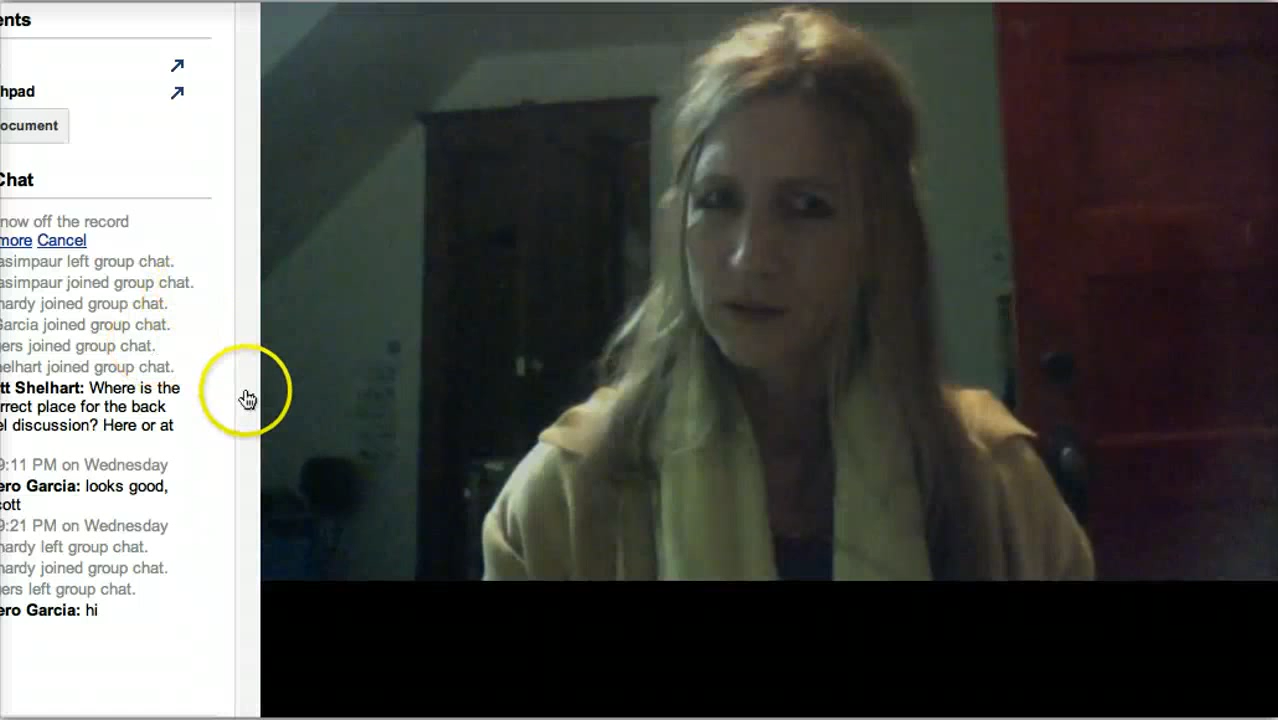 ents
hpad
ocument
Chat
now off the record
more Cancel
asimpaur left group chat.
asimpaur joined group chat.
hardy joined group chat.
Garcia joined group chat.
ers joined group chat.
helhart joined group chat.
tt Shelhart: Where is the
rrect place for the back
el discussion? Here or at
9:11 PM on Wednesday
ero Garcia: looks good,
cott
9:21 PM on Wednesday
hardy left group chat.
hardy joined group chat.
ers left group chat.
ero Garcia: hi